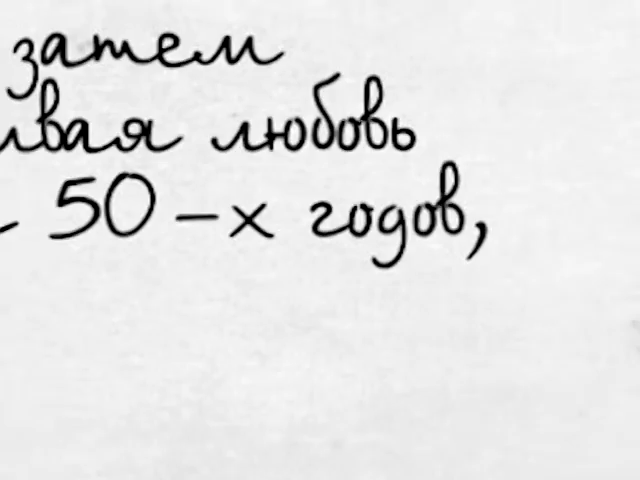 затем
любовь
50-х годов,